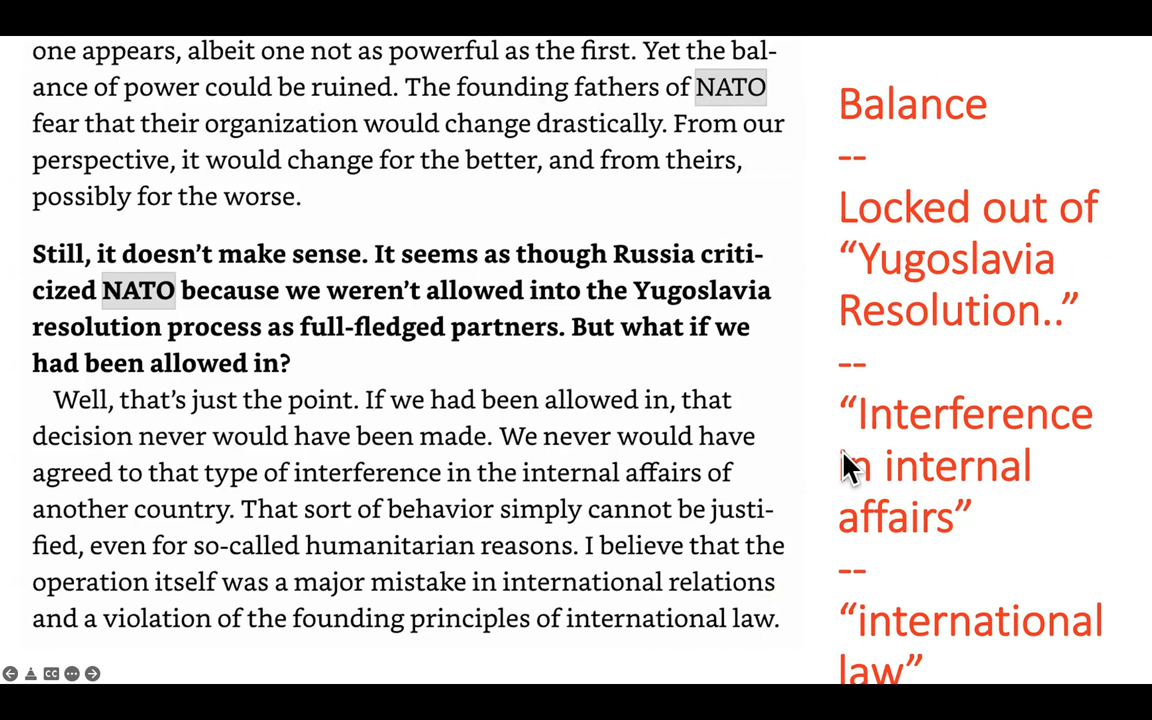 one appears, albeit one not as powerful as the first. Yet the bal-
ance of power could be ruined. The founding fathers of NATO
fear that their organization would change drastically. From our
perspective, it would change for the better, and from theirs,
possibly for the worse.
Still, it doesn't make sense. It seems as though Russia criti-
cized NATO because we weren't allowed into the Yugoslavia
resolution process as full-fledged partners. But what if we
had been allowed in?
Well, that's just the point. If we had been allowed in, that
decision never would have been made. We never would have
agreed to that type of interference in the internal affairs of
another country. That sort of behavior simply cannot be justi-
fied, even for so-called humanitarian reasons. I believe that the
operation itself was a major mistake in international relations
and a violation of the founding principles of international law.
Balance
--
Locked out of
“Yugoslavia
Resolution..”
--
“Interference
in internal
affairs”
--
“international
law”
CC